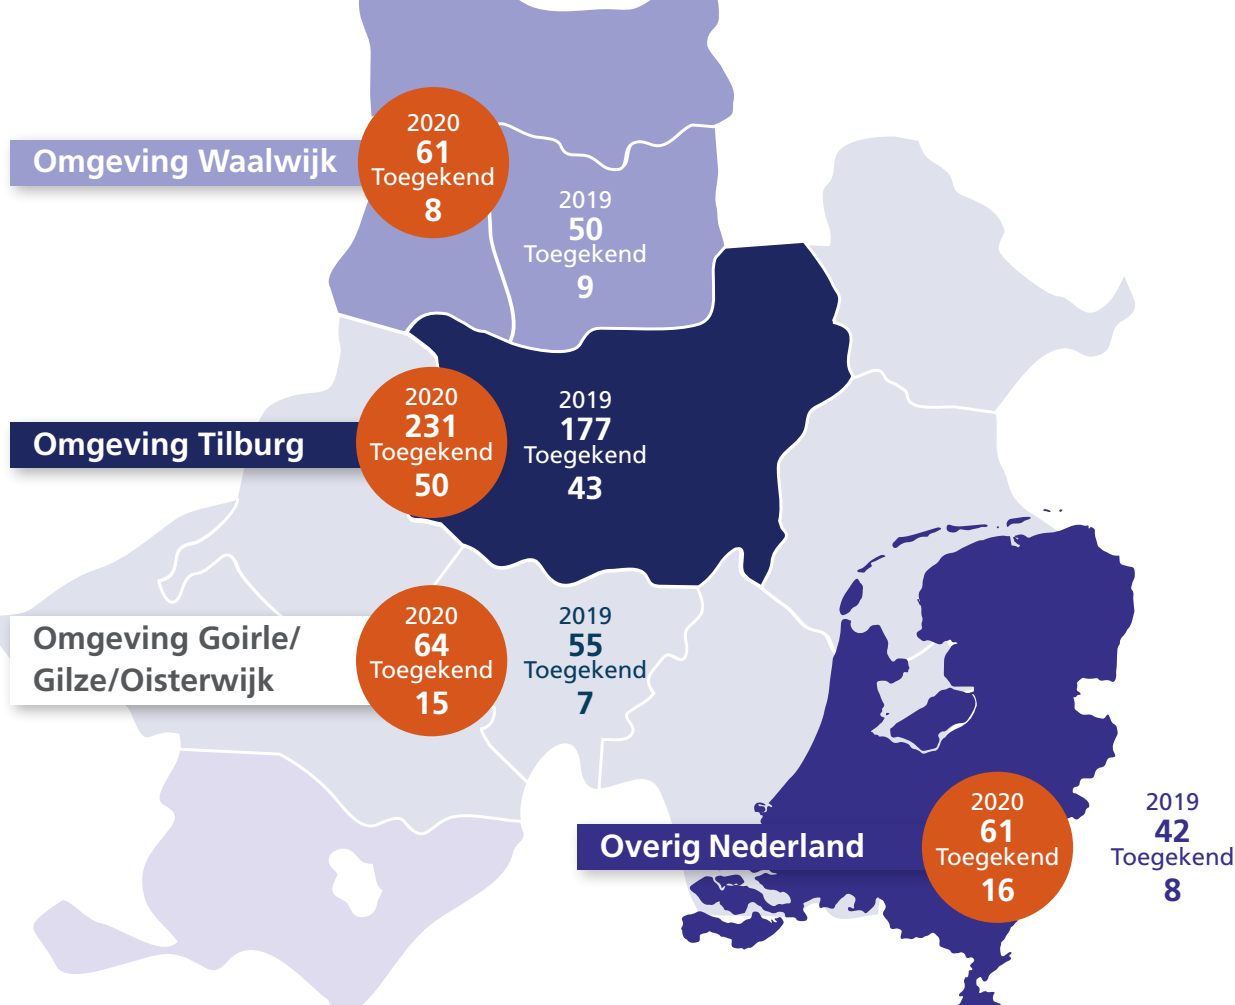 Omgeving Waalwijk
2020
61
Toegekend
8
2019
50
Toegekend
9
Omgeving Tilburg
2020
231
Toegekend
50
2019
177
Toegekend
43
Omgeving Goirle/
Gilze/Oisterwijk
2020
64
Toegekend
15
2019
55
Toegekend
7
Overig Nederland
2020
61
Toegekend
16
2019
42
Toegekend
8